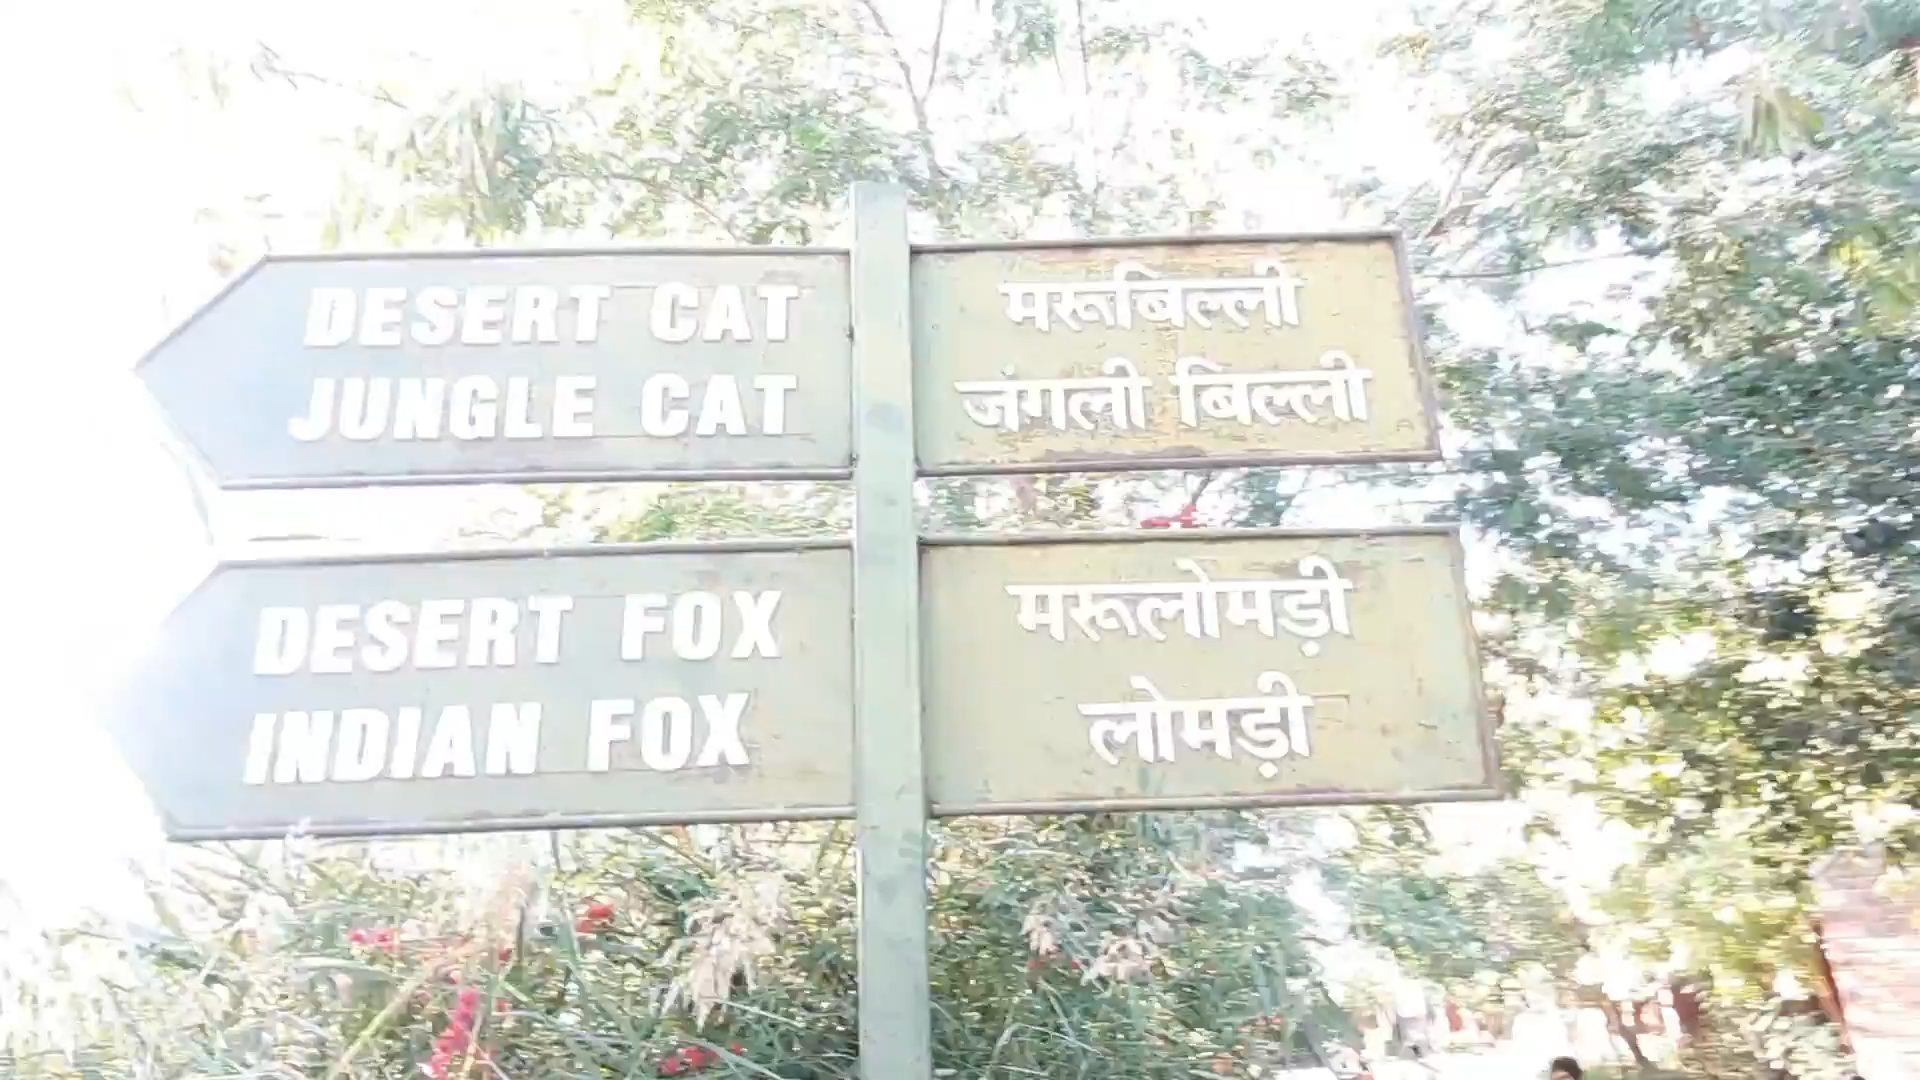 DESERT CAT
JUNGLE CAT
मरूबिल्ली
जंगली बिल्ली
DESERT FOX
INDIAN FOX
मरूलोमड़ी
लोमड़ी